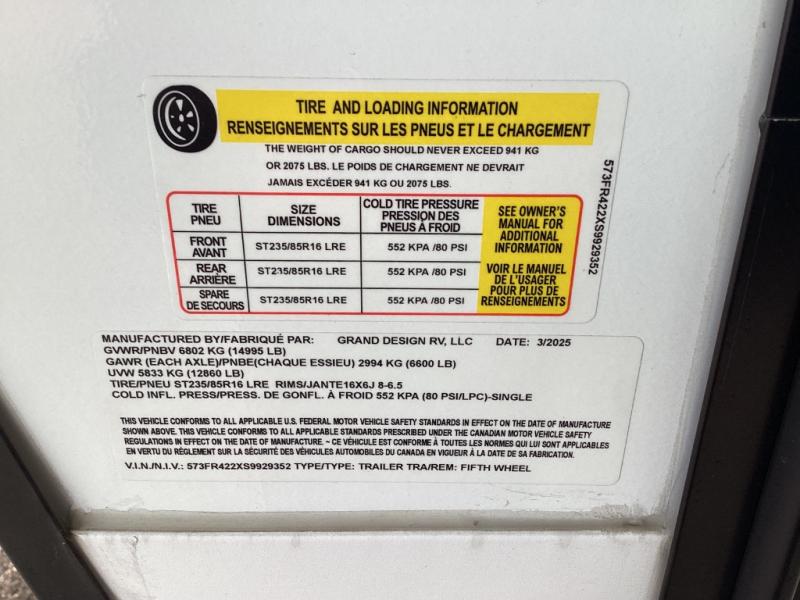 TIRE AND LOADING INFORMATION
RENSEIGNEMENTS SUR LES PNEUS ET LE CHARGEMENT
THE WEIGHT OF CARGO SHOULD NEVER EXCEED 941 KG
OR 2075 LBS. LE POIDS DE CHARGEMENT NE DEVRAIT
JAMAIS EXCÉDER 941 KG OU 2075 LBS.
TIRE
PNEU
SIZE
DIMENSIONS
COLD TIRE PRESSURE
PRESSION DES
PNEUS À FROID
FRONT
AVANT
ST235/85R16 LRE
552 KPA /80 PSI
REAR
ARRIÈRE
ST235/85R16 LRE
552 KPA /80 PSI
SPARE
DE SECOURS
ST235/85R16 LRE
552 KPA /80 PSI
SEE OWNER'S
MANUAL FOR
ADDITIONAL
INFORMATION
VOIR LE MANUEL
DE L'USAGER
POUR PLUS DE
RENSEIGNEMENTS
573FR422XS9929352
MANUFACTURED BY/FABRIQUÉ PAR: GRAND DESIGN RV, LLC DATE: 3/2025
GVWR/PNBV 6802 KG (14995 LB)
GAWR (EACH AXLE)/PNBE(CHAQUE ESSIEU) 2994 KG (6600 LB)
UVW 5833 KG (12860 LB)
TIRE/PNEU ST235/85R16 LRE RIMS/JANTE16X6J 8-6.5
COLD INFL. PRESS/PRESS. DE GONFL. À FROID 552 KPA (80 PSI/LPC)-SINGLE
THIS VEHICLE CONFORMS TO ALL APPLICABLE U.S. FEDERAL MOTOR VEHICLE SAFETY STANDARDS IN EFFECT ON THE DATE OF MANUFACTURE
SHOWN ABOVE. THIS VEHICLE CONFORMS TO ALL APPLICABLE STANDARDS PRESCRIBED UNDER THE CANADIAN MOTOR VEHICLE SAFETY
REGULATIONS IN EFFECT ON THE DATE OF MANUFACTURE. ~ CE VÉHICULE EST CONFORME À TOUTES LES NORMES QUI LUI SONT APPLICABLES
EN VERTU DU RÈGLEMENT SUR LA SÉCURITÉ DES VÉHICULES AUTOMOBILES DU CANADA EN VIGUEUR À LA DATE DE SA FABRICATION.
V.I.N./N.I.V.: 573FR422XS9929352 TYPE/TYPE: TRAILER TRA/REM: FIFTH WHEEL